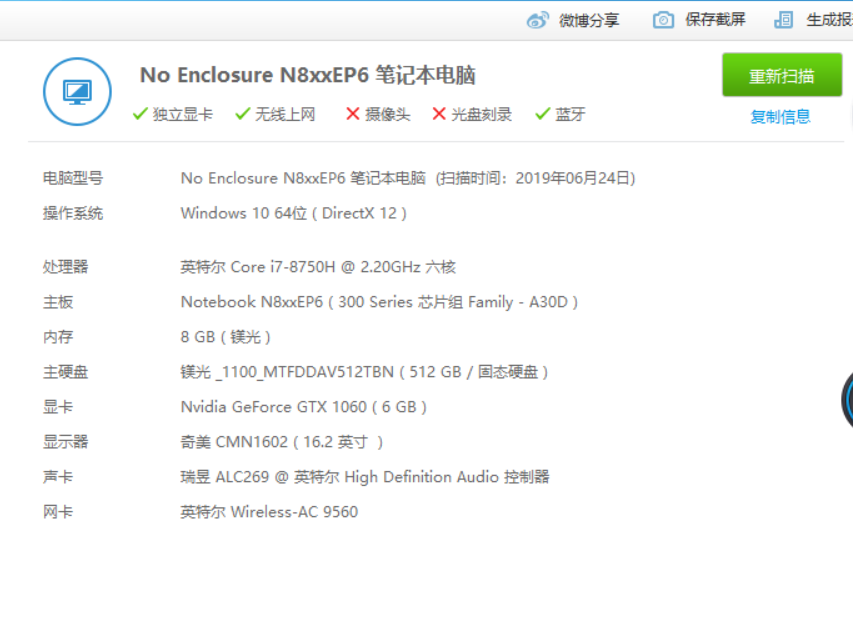 微博分享 保存截屏 生成报
No Enclosure N8xxEP6 笔记本电脑
重新扫描
独立显卡 无线上网 摄像头 光盘刻录 蓝牙
复制信息
电脑型号 No Enclosure N8xxEP6 笔记本电脑 (扫描时间：2019年06月24日)
操作系统 Windows 10 64位 ( DirectX 12 )
处理器 英特尔 Core i7-8750H @ 2.20GHz 六核
主板 Notebook N8xxEP6 ( 300 Series 芯片组 Family - A30D )
内存 8 GB ( 镁光 )
主硬盘 镁光 _1100_MTFDDAV512TBN ( 512 GB / 固态硬盘 )
显卡 Nvidia GeForce GTX 1060 ( 6 GB )
显示器 奇美 CMN1602 ( 16.2 英寸 )
声卡 瑞昱 ALC269 @ 英特尔 High Definition Audio 控制器
网卡 英特尔 Wireless-AC 9560